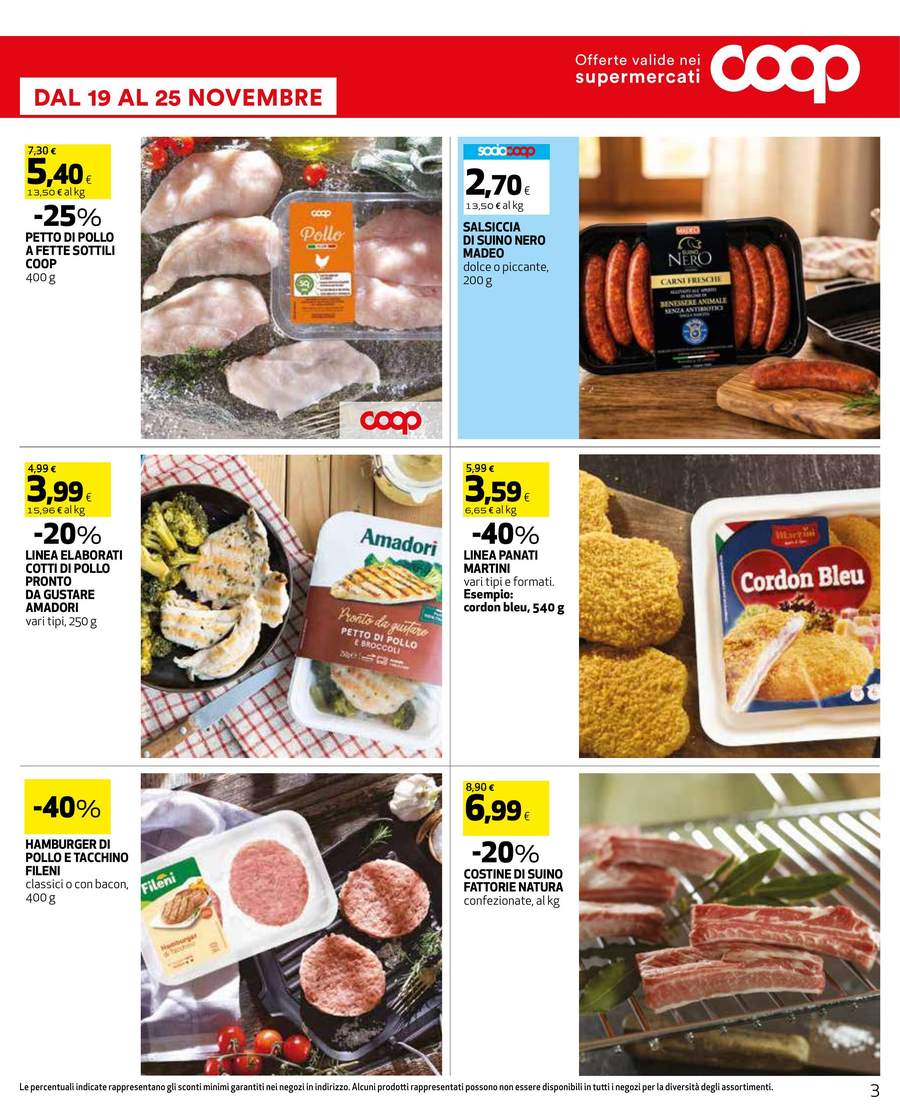 Offerte valide nei
supermercati
coop
DAL 19 AL 25 NOVEMBRE
7,30 €
5,40 €
13,50 € al kg
-25%
PETTO DI POLLO
A FETTE SOTTILI
COOP
400 g
coop
Pollo
coop
sociocoop
2,70 €
13,50 € al kg
SALSICCIA
DI SUINO NERO
MADEO
dolce o piccante,
200 g
MADEO
SUINO
NERO
CARNI FRESCHE
BENESSERE ANIMALE
SENZA ANTIBIOTICI
4,99 €
3,99 €
15,96 € al kg
-20%
LINEA ELABORATI
COTTI DI POLLO
PRONTO
DA GUSTARE
AMADORI
vari tipi, 250 g
Amadori
Pronto da gustare
PETTO DI POLLO
E BROCCOLI
5,99 €
3,59 €
6,65 € al kg
-40%
LINEA PANATI
MARTINI
vari tipi e formati.
Esempio:
cordon bleu, 540 g
Martini
Cordon Bleu
-40%
HAMBURGER DI
POLLO E TACCHINO
FILENI
classici o con bacon,
400 g
Fileni
Hamburger
di Tacchino
8,90 €
6,99 €
-20%
COSTINE DI SUINO
FATTORIE NATURA
confezionate, al kg
Le percentuali indicate rappresentano gli sconti minimi garantiti nei negozi in indirizzo. Alcuni prodotti rappresentati possono non essere disponibili in tutti i negozi per la diversità degli assortimenti.
3